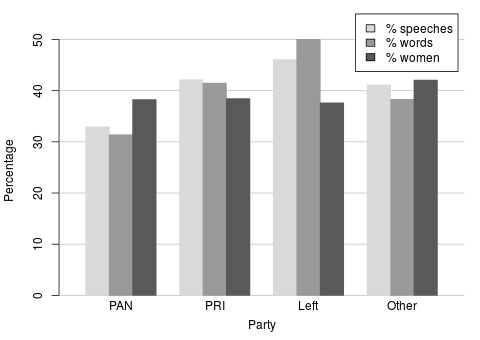 % speeches
% words
% women
Percentage
50
40
30
20
10
0
PAN PRI Left Other
Party